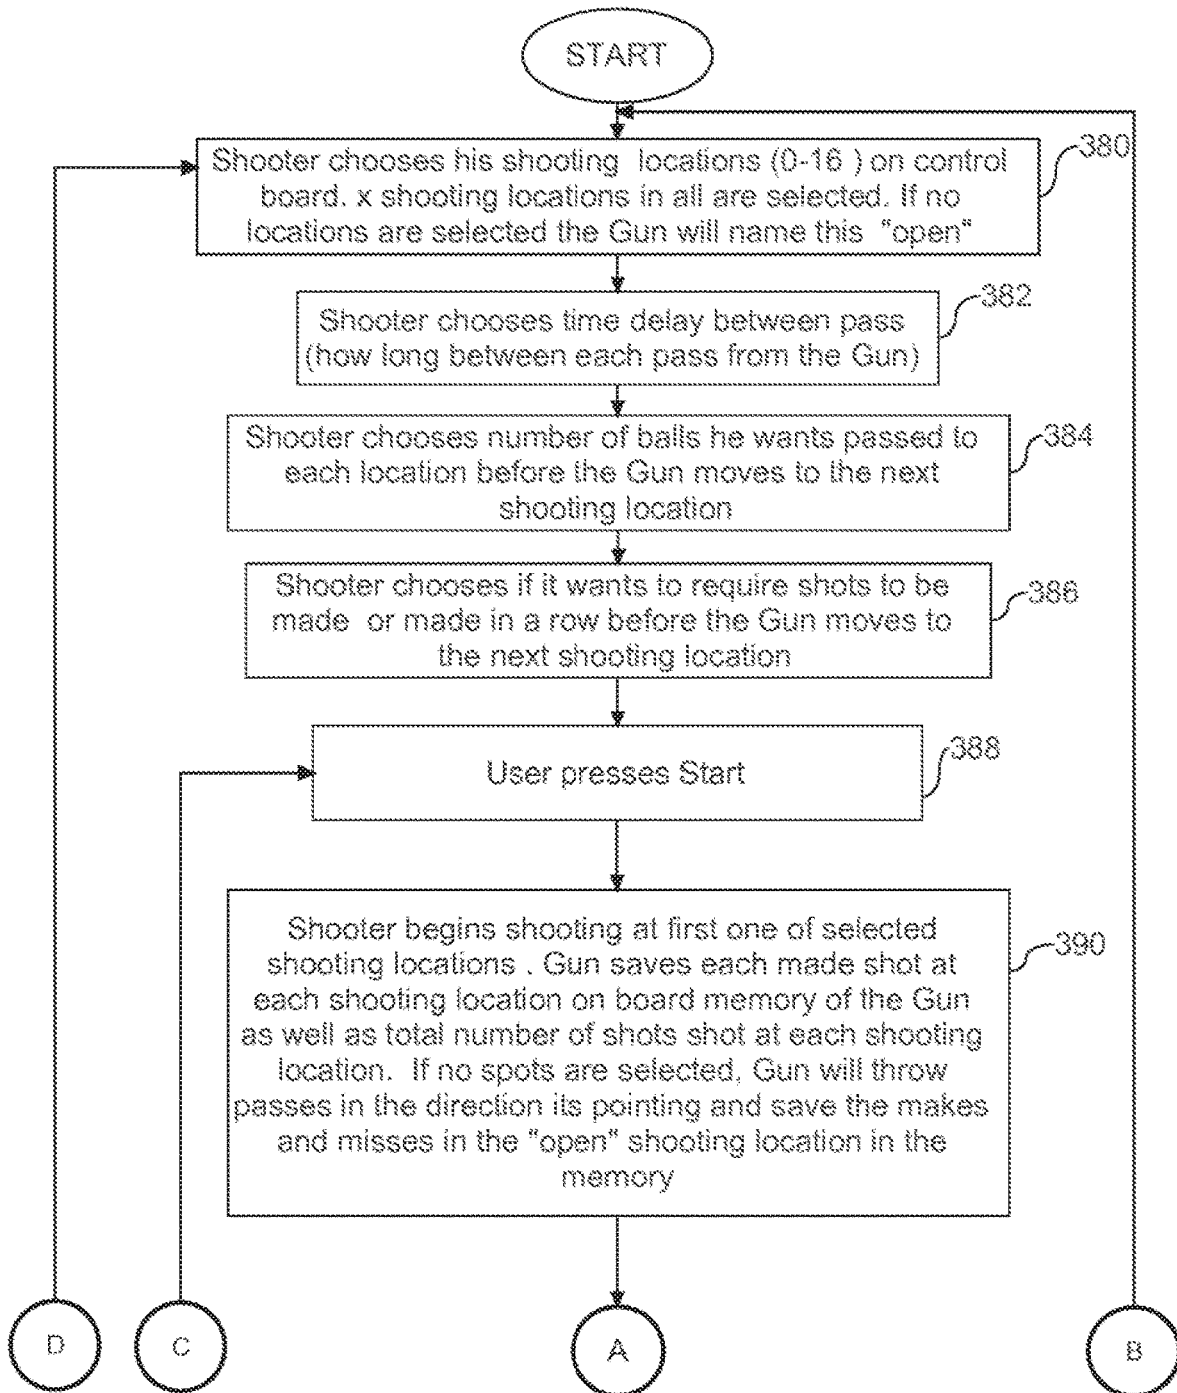 START
Shooter chooses his shooting locations (0-16 ) on control
board. x shooting locations in all are selected. If no
locations are selected the Gun will name this "open"
380
Shooter chooses time delay between pass
(how long between each pass from the Gun)
382
Shooter chooses number of balls he wants passed to
each location before the Gun moves to the next
shooting location
384
Shooter chooses if it wants to require shots to be
made or made in a row before the Gun moves to
the next shooting location
386
User presses Start
388
Shooter begins shooting at first one of selected
shooting locations . Gun saves each made shot at
each shooting location on board memory of the Gun
as well as total number of shots shot at each shooting
location. If no spots are selected, Gun will throw
passes in the direction its pointing and save the makes
and misses in the "open" shooting location in the
memory
390
D
C
A
B